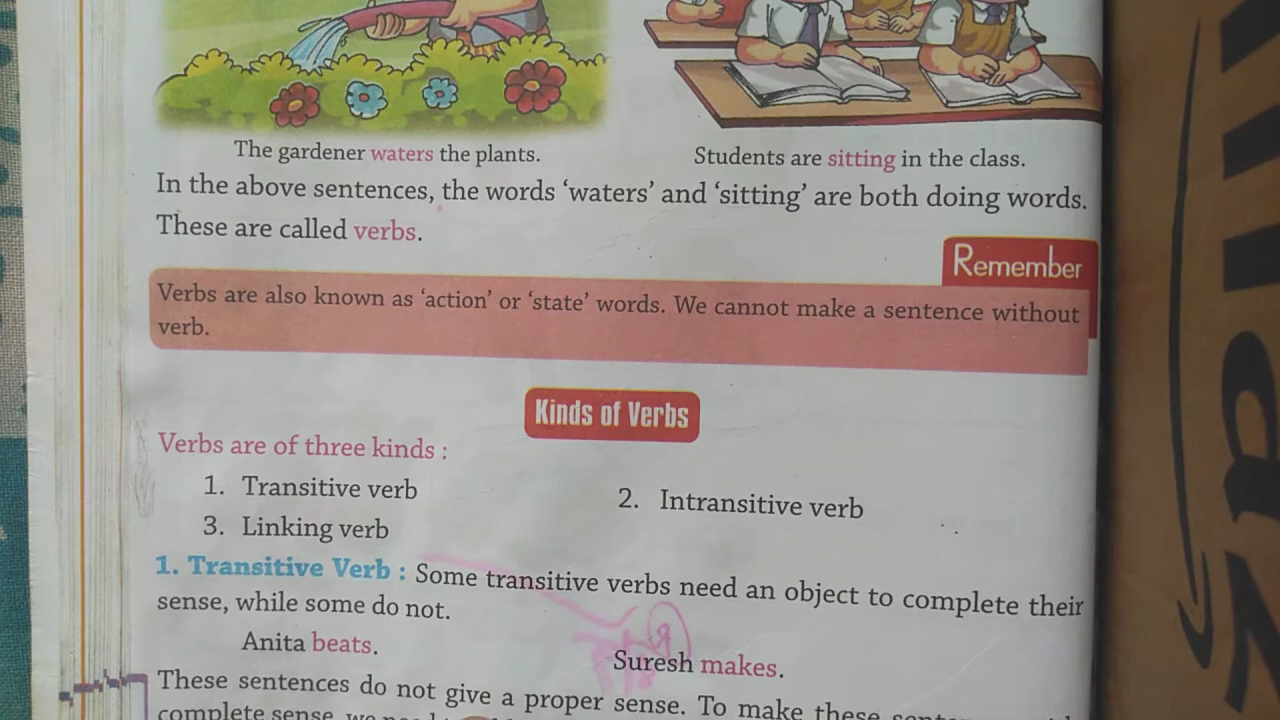 The gardener waters the plants.
Students are sitting in the class.
In the above sentences, the words ‘waters’ and ‘sitting’ are both doing words.
These are called verbs.
Remember
Verbs are also known as ‘action’ or ‘state’ words. We cannot make a sentence without
verb.
Kinds of Verbs
Verbs are of three kinds :
1. Transitive verb
2. Intransitive verb
3. Linking verb
1. Transitive Verb : Some transitive verbs need an object to complete their
sense, while some do not.
Anita beats.
Suresh makes.
These sentences do not give a proper sense. To make these
complete sense, we